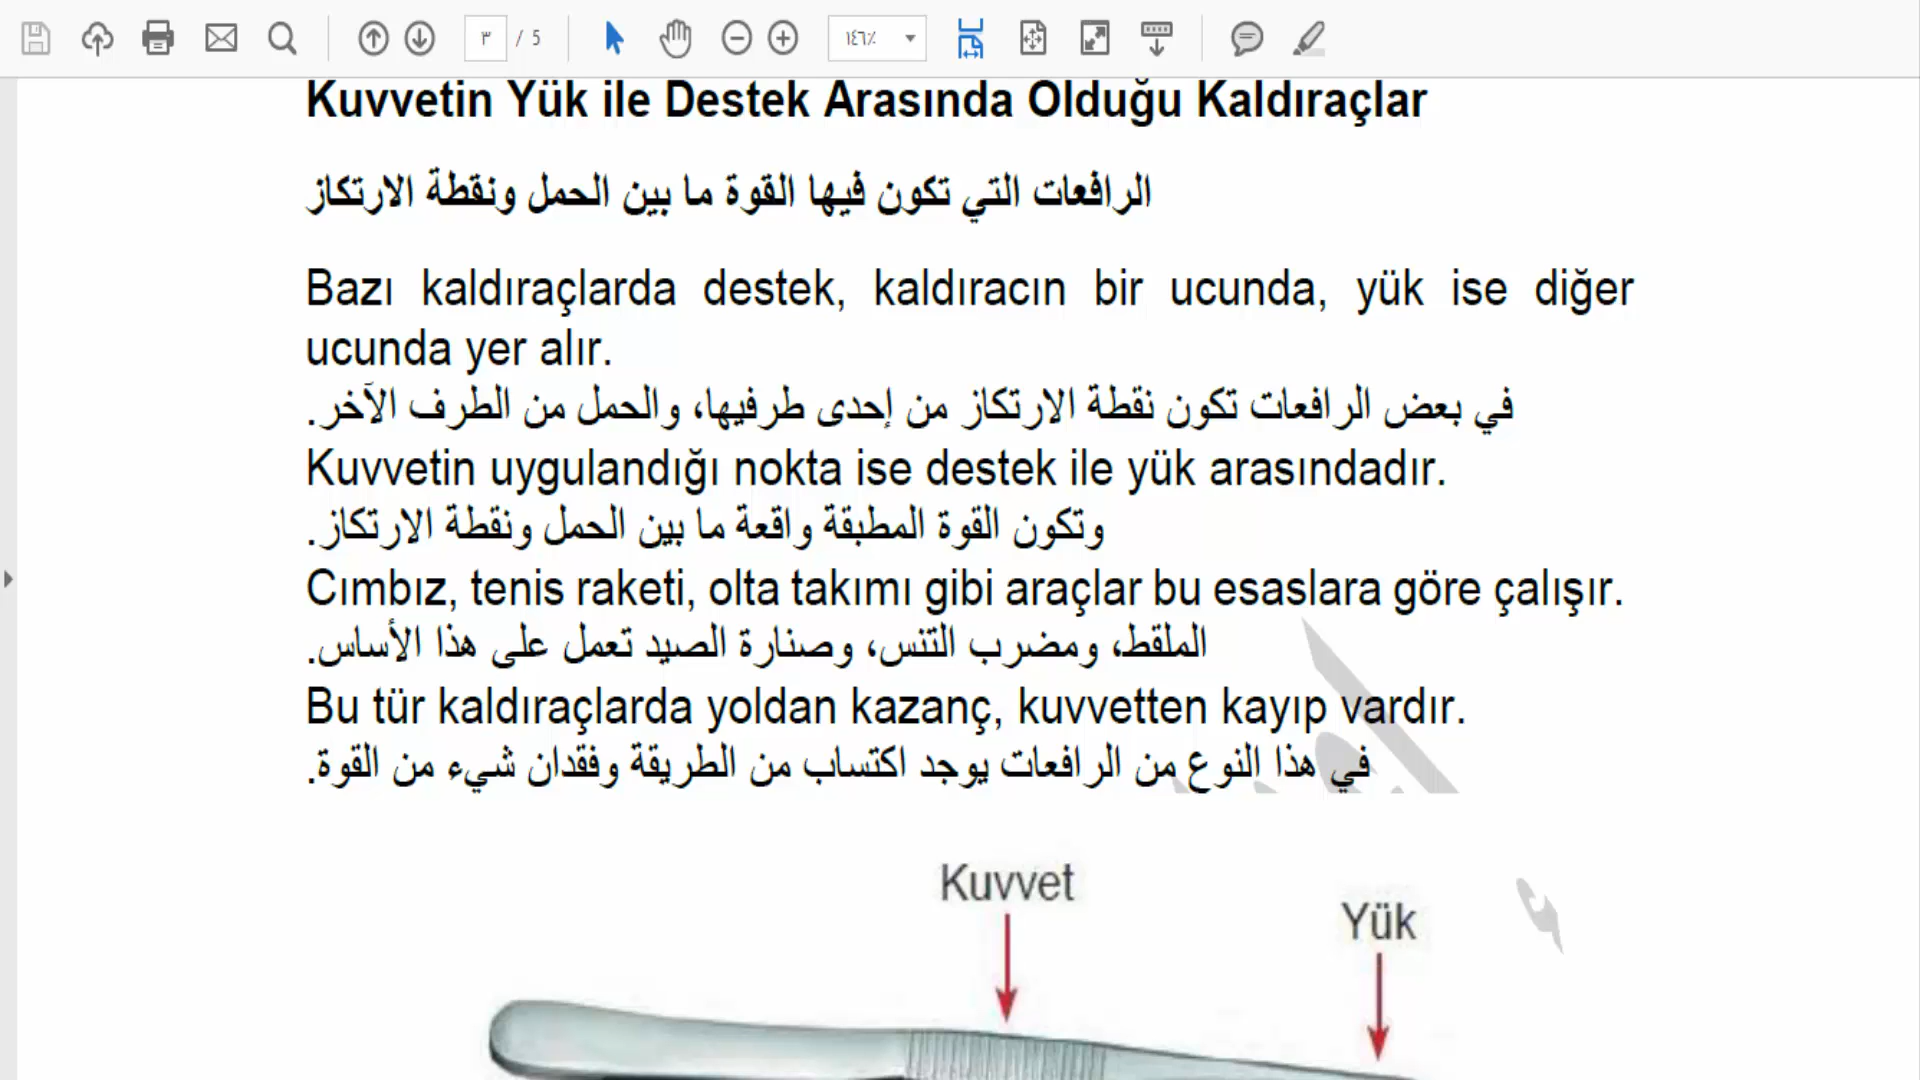 ٣ / 5 ١٤٦٪
Kuvvetin Yük ile Destek Arasında Olduğu Kaldıraçlar
الرافعات التي تكون فيها القوة ما بين الحمل ونقطة الارتكاز
Bazı kaldıraçlarda destek, kaldıracın bir ucunda, yük ise diğer
ucunda yer alır.
في بعض الرافعات تكون نقطة الارتكاز من إحدى طرفيها، والحمل من الطرف الآخر.
Kuvvetin uygulandığı nokta ise destek ile yük arasındadır.
وتكون القوة المطبقة واقعة ما بين الحمل ونقطة الارتكاز.
Cımbız, tenis raketi, olta takımı gibi araçlar bu esaslara göre çalışır.
الملقط، ومضرب التنس، وصنارة الصيد تعمل على هذا الأساس.
Bu tür kaldıraçlarda yoldan kazanç, kuvvetten kayıp vardır.
في هذا النوع من الرافعات يوجد اكتساب من الطريقة وفقدان شيء من القوة.
Kuvvet
Yük